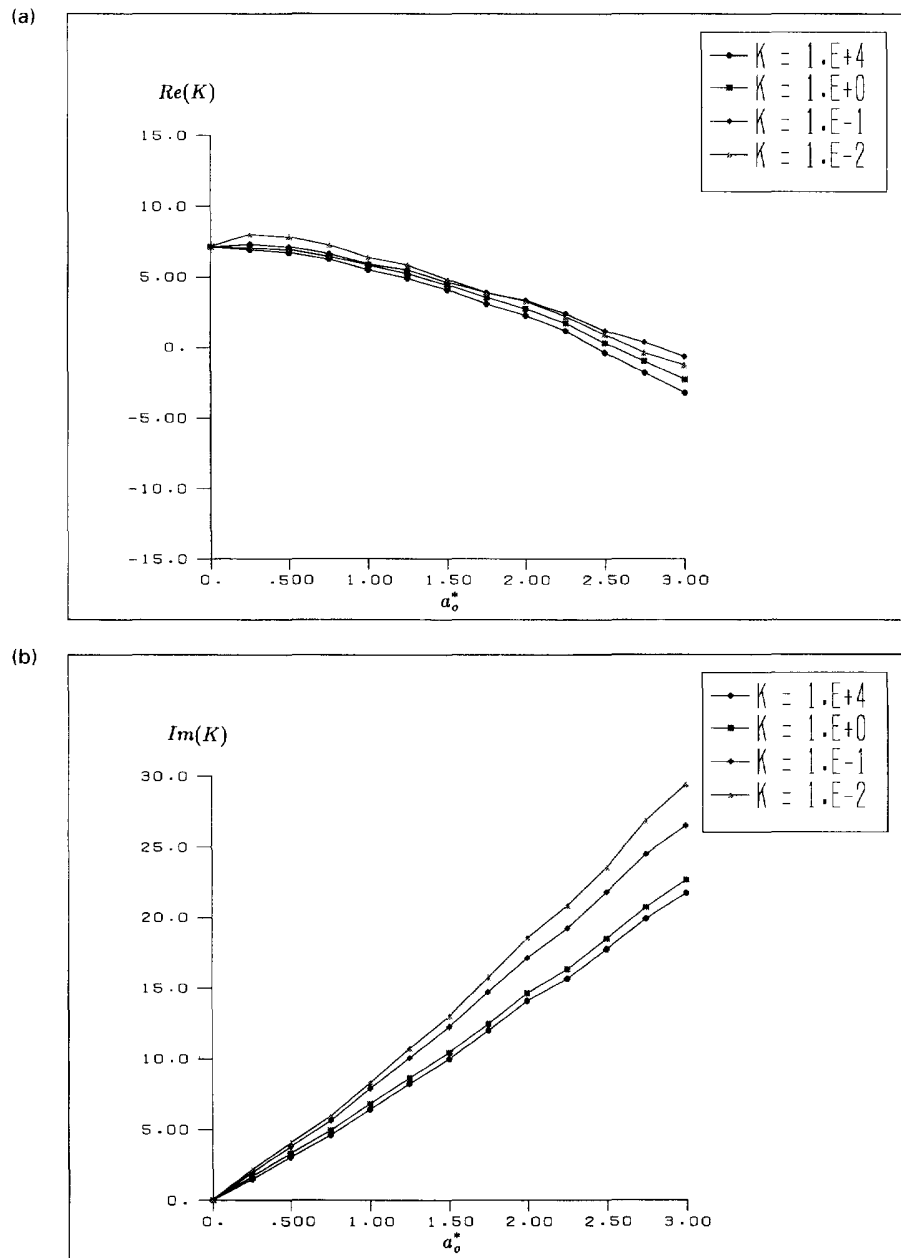 (a)
K = 1.E+4
K = 1.E+0
K = 1.E-1
K = 1.E-2
Re(K)
15.0
10.0
5.00
0.
-5.00
-10.0
-15.0
0. .500 1.00 1.50 2.00 2.50 3.00
a*o
(b)
K = 1.E+4
K = 1.E+0
K = 1.E-1
K = 1.E-2
Im(K)
30.0
25.0
20.0
15.0
10.0
5.00
0.
0. .500 1.00 1.50 2.00 2.50 3.00
a*o